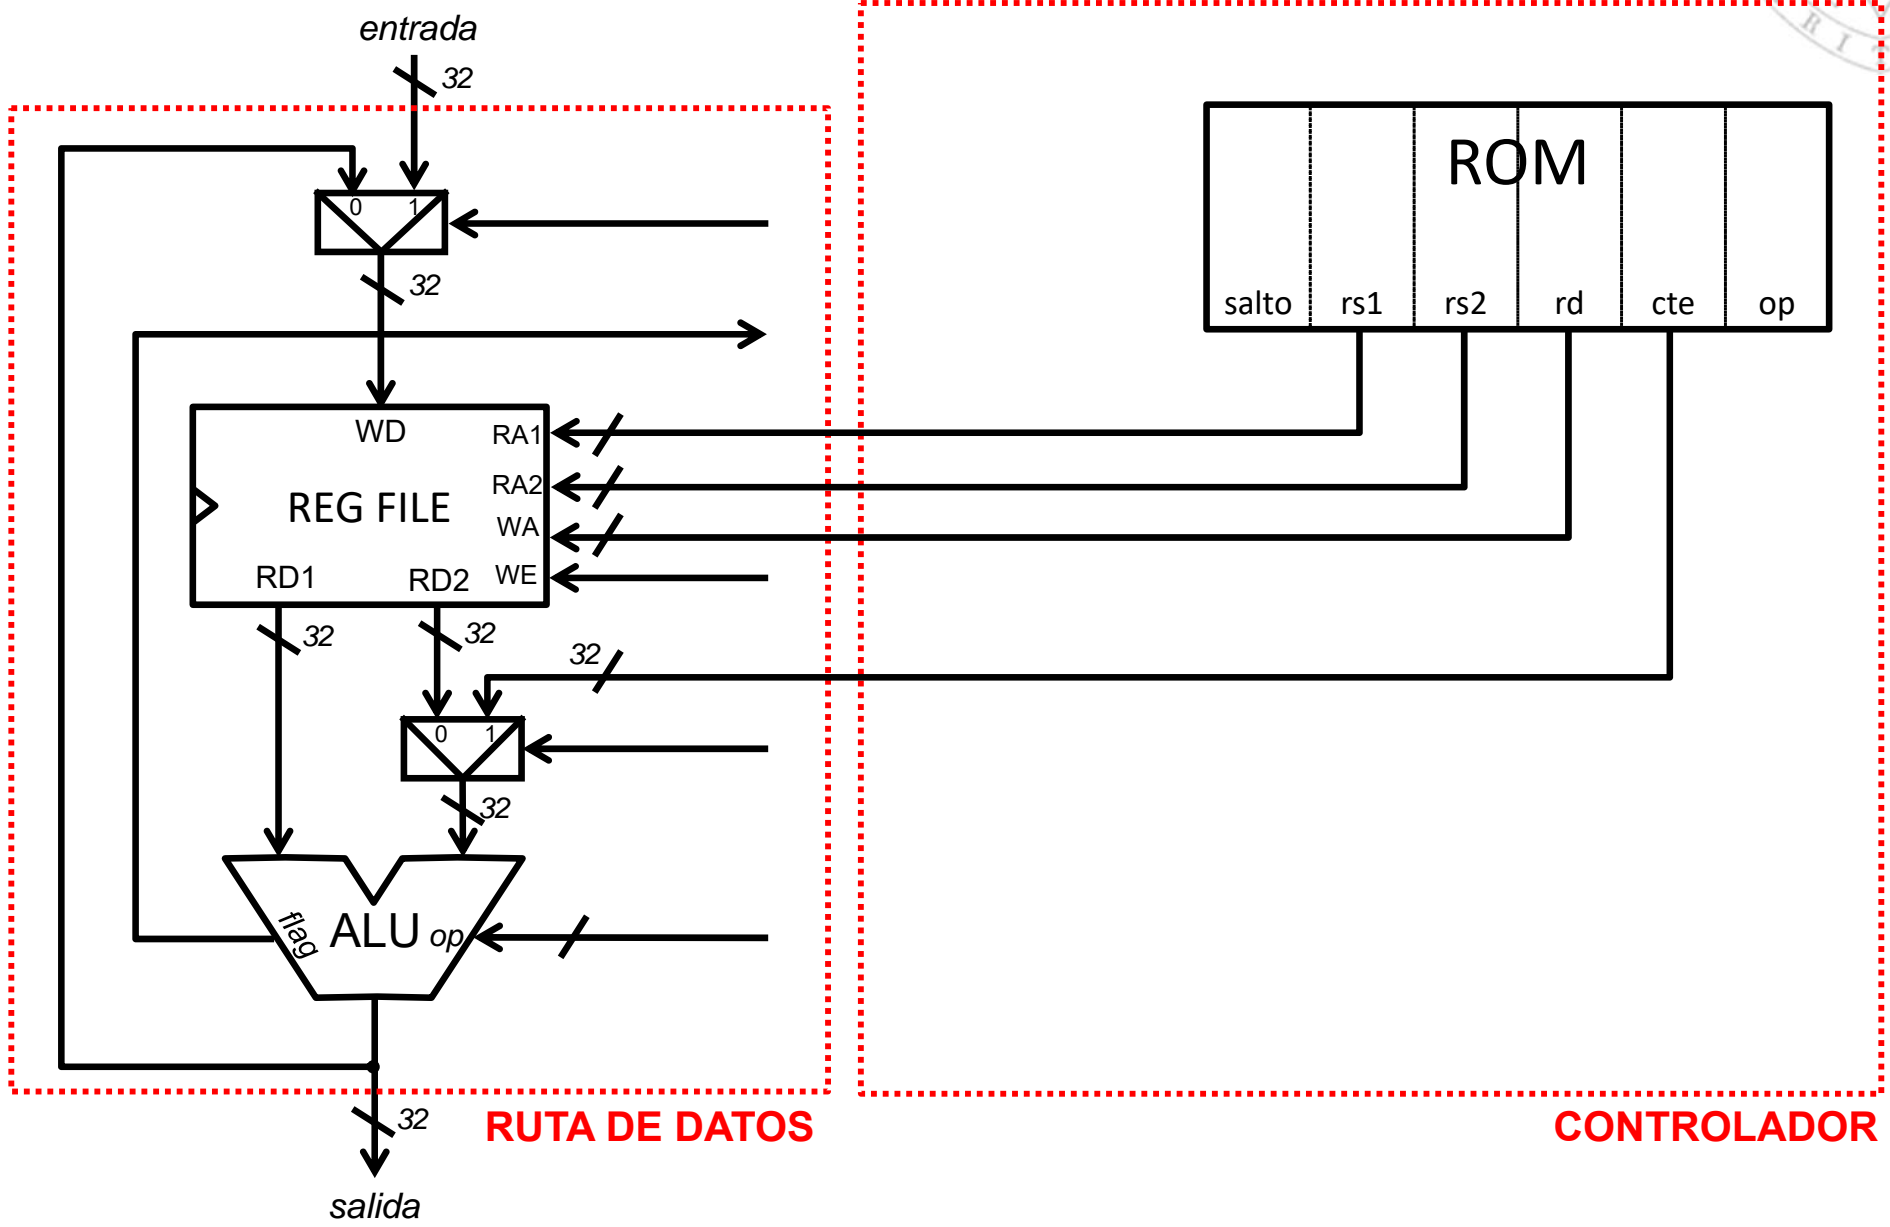 entrada
32
0 1
32
WD
RA1
RA2
WA
WE
REG FILE
RD1
RD2
32
32
32
0 1
32
flag
ALU
op
32
salida
RUTA DE DATOS
ROM
salto rs1 rs2 rd cte op
CONTROLADOR
R I T